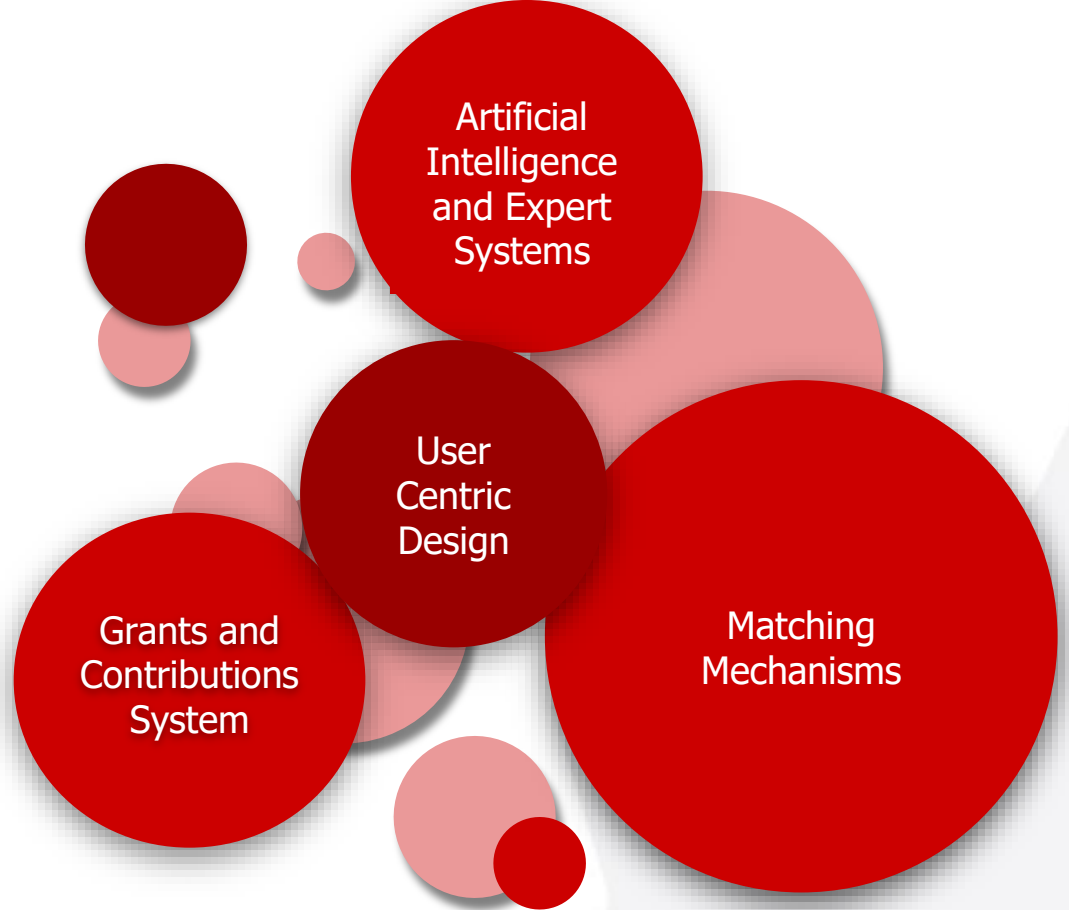 Artificial
Intelligence
and Expert
Systems
User
Centric
Design
Grants and
Contributions
System
Matching
Mechanisms